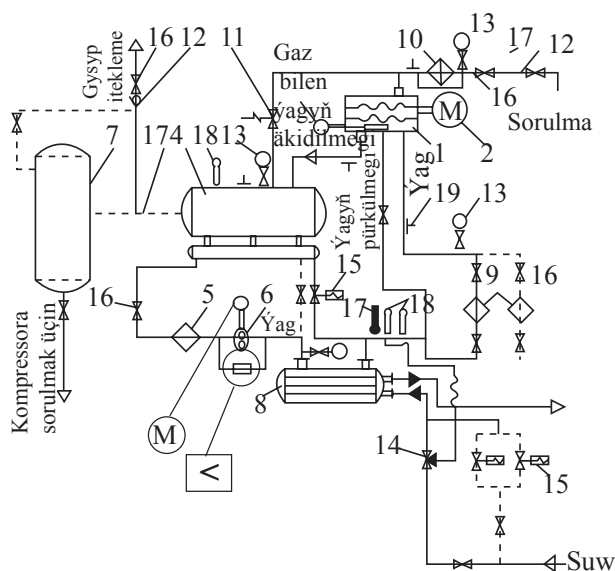 16
12
11
10
13
17
12
Gysyp
itekleme
Gaz
bilen
ýagyň
äkidilmegi
M
16
Sorulma
7
1
2
174
18
13
Ýagyň
pürkülmegi
Ýag
19
13
15
9
16
16
5
6
Ýag
17
18
8
Kompressora
sorulmak üçin
M
V
14
15
Suw